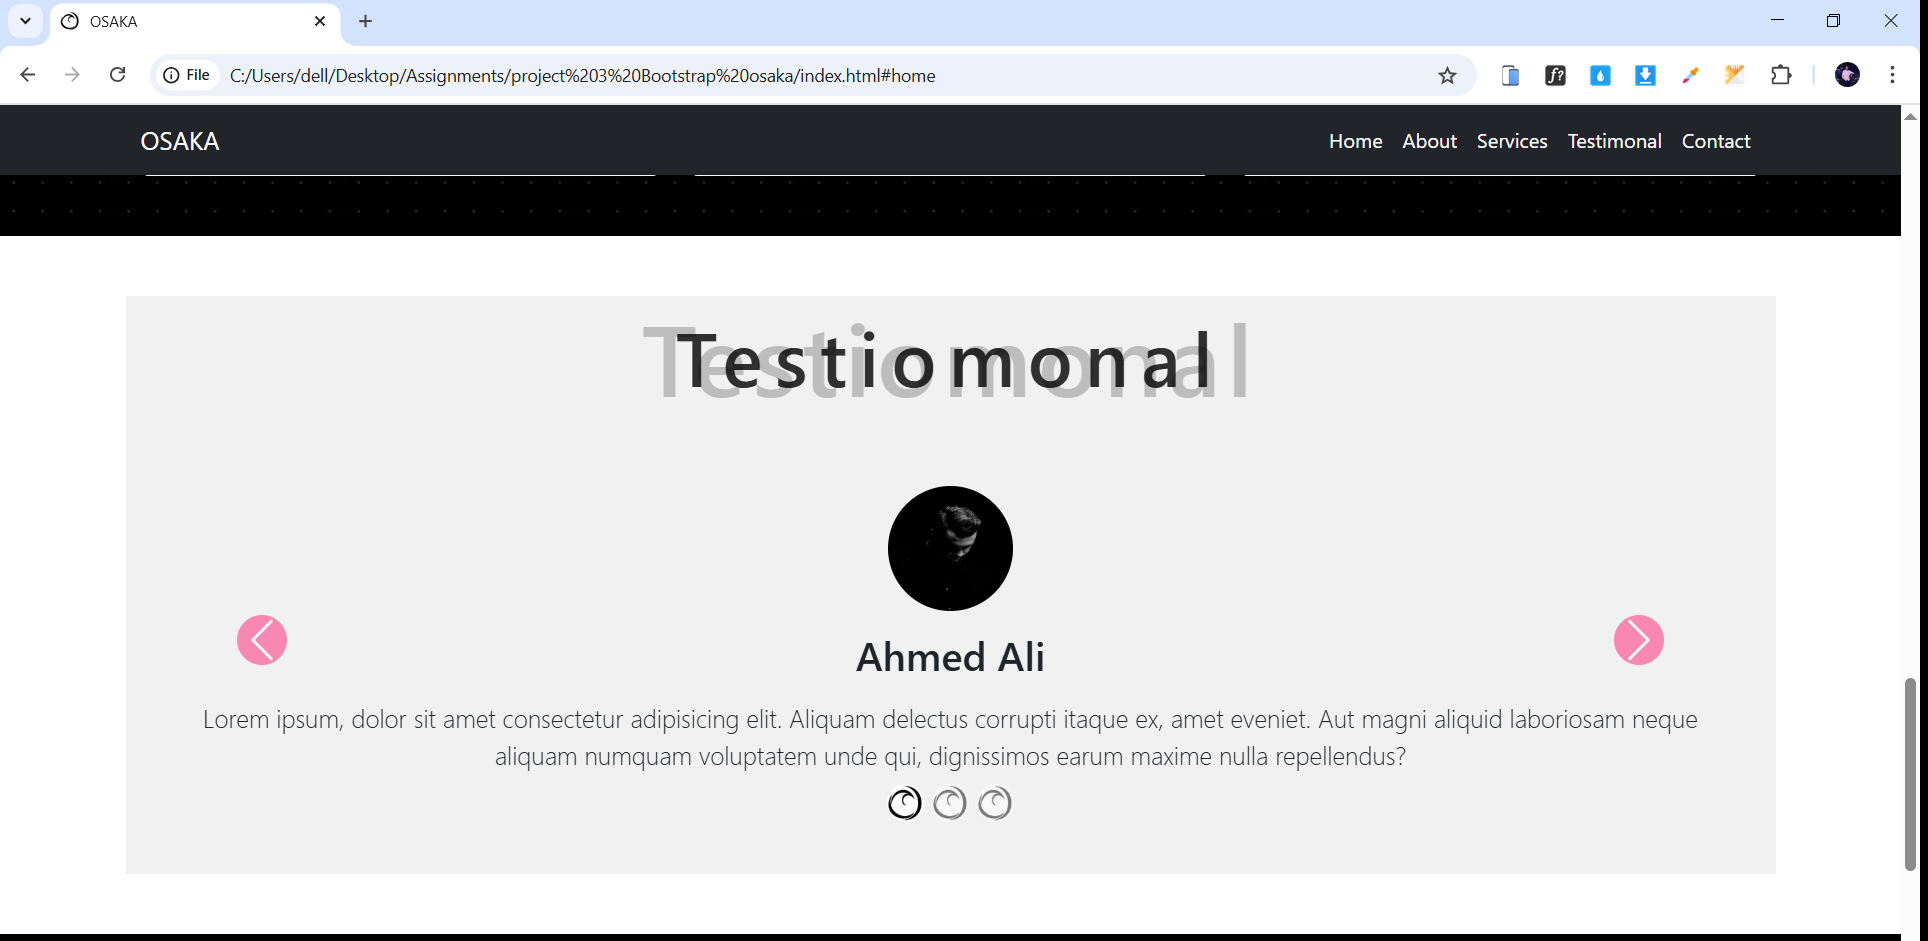 OSAKA
File C:/Users/dell/Desktop/Assignments/project%203%20Bootstrap%20osaka/index.html#home
f?
OSAKA Home About Services Testimonal Contact
Testiomonal
Testiomonal
Ahmed Ali
Lorem ipsum, dolor sit amet consectetur adipisicing elit. Aliquam delectus corrupti itaque ex, amet eveniet. Aut magni aliquid laboriosam neque
aliquam numquam voluptatem unde qui, dignissimos earum maxime nulla repellendus?